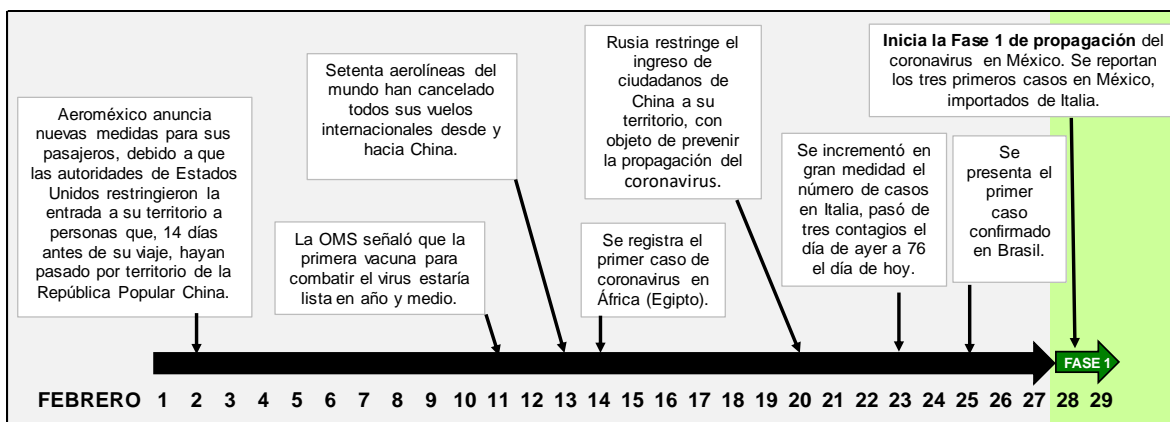 Aeroméxico anuncia
nuevas medidas para sus
pasajeros, debido a que
las autoridades de Estados
Unidos restringieron la
entrada a su territorio a
personas que, 14 días
antes de su viaje, hayan
pasado por territorio de la
República Popular China.
La OMS señaló que la
primera vacuna para
combatir el virus estaría
lista en año y medio.
Setenta aerolíneas del
mundo han cancelado
todos sus vuelos
internacionales desde y
hacia China.
Se registra el
primer caso de
coronavirus en
África (Egipto).
Rusia restringe el
ingreso de
ciudadanos de
China a su
territorio, con
objeto de prevenir
la propagación del
coronavirus.
Se incrementó en
gran medidad el
número de casos
en Italia, pasó de
tres contagios el
día de ayer a 76
el día de hoy.
Se
presenta el
primer
caso
confirmado
en Brasil.
Inicia la Fase 1 de propagación del
coronavirus en México. Se reportan
los tres primeros casos en México,
importados de Italia.
FASE 1
FEBRERO 1 2 3 4 5 6 7 8 9 10 11 12 13 14 15 16 17 18 19 20 21 22 23 24 25 26 27 28 29